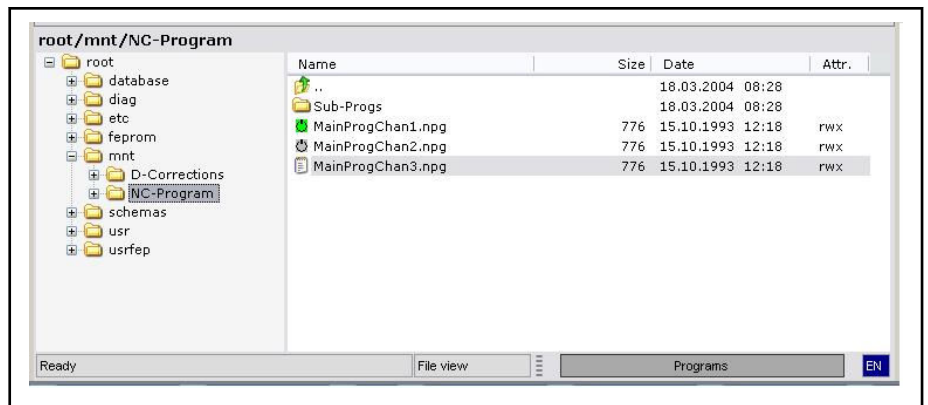 root/mnt/NC-Program
root
database
diag
etc
feprom
mnt
D-Corrections
NC-Program
schemas
usr
usrfep
Name Size Date Attr.
.. 18.03.2004 08:28
Sub-Progs 18.03.2004 08:28
MainProgChan1.npg 776 15.10.1993 12:18 rwx
MainProgChan2.npg 776 15.10.1993 12:18 rwx
MainProgChan3.npg 776 15.10.1993 12:18 rwx
Ready File view Programs EN